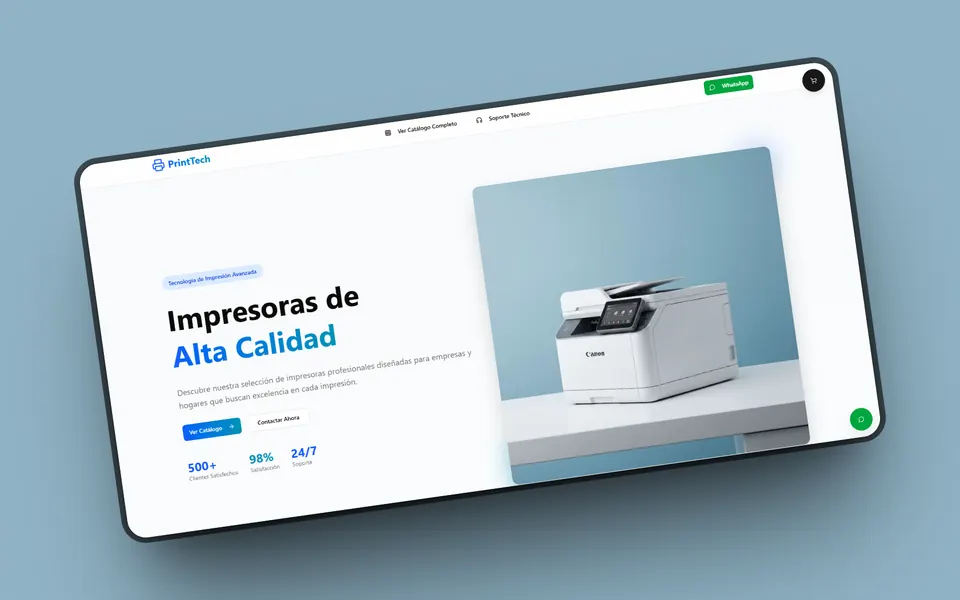 PrintTech
Ver Catálogo Completo
Soporte Técnico
WhatsApp
Tecnología de Impresión Avanzada
Impresoras de
Alta Calidad
Descubre nuestra selección de impresoras profesionales diseñadas para empresas y
hogares que buscan excelencia en cada impresión.
Ver Catálogo
Contactar Ahora
500+
Clientes Satisfechos
98%
Satisfacción
24/7
Soporte
Canon